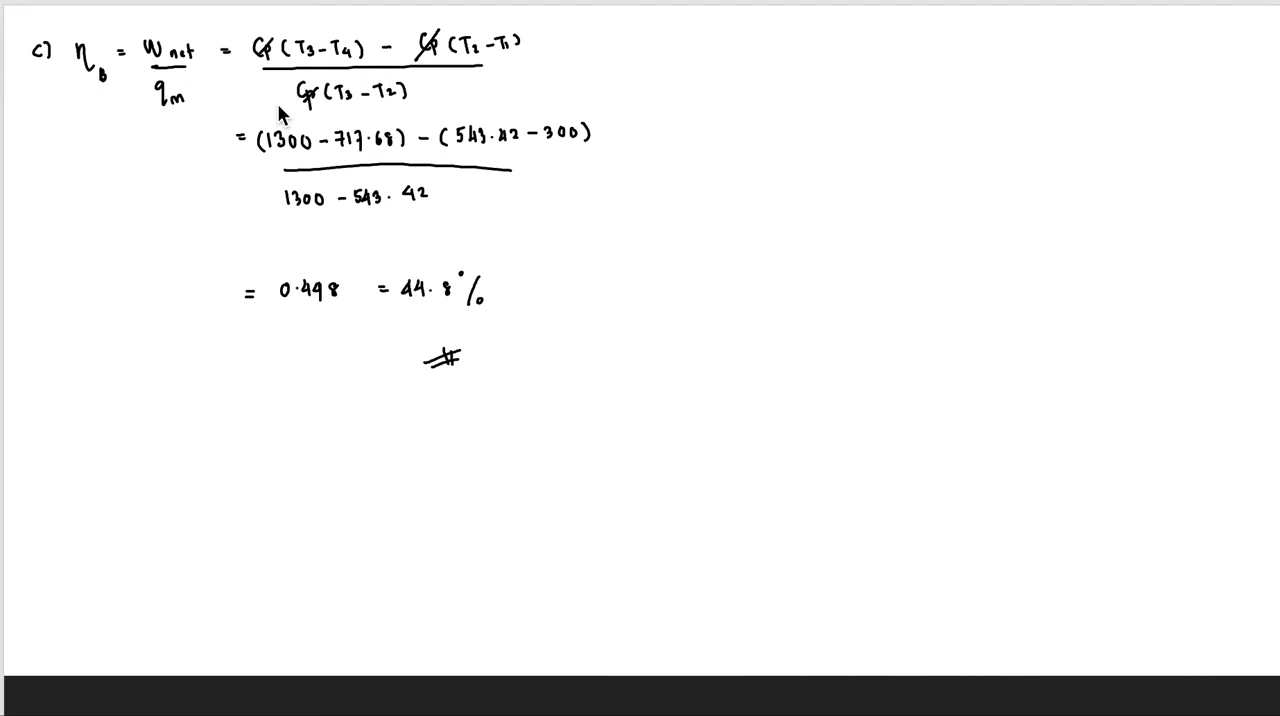 c) η_B = W net / q_in = Cp (T3 - T4) - Cp (T2 - T1) / Cp (T3 - T2)
= (1300 - 717.68) - (543.42 - 300) / 1300 - 543.42
= 0.448 = 44.8 %